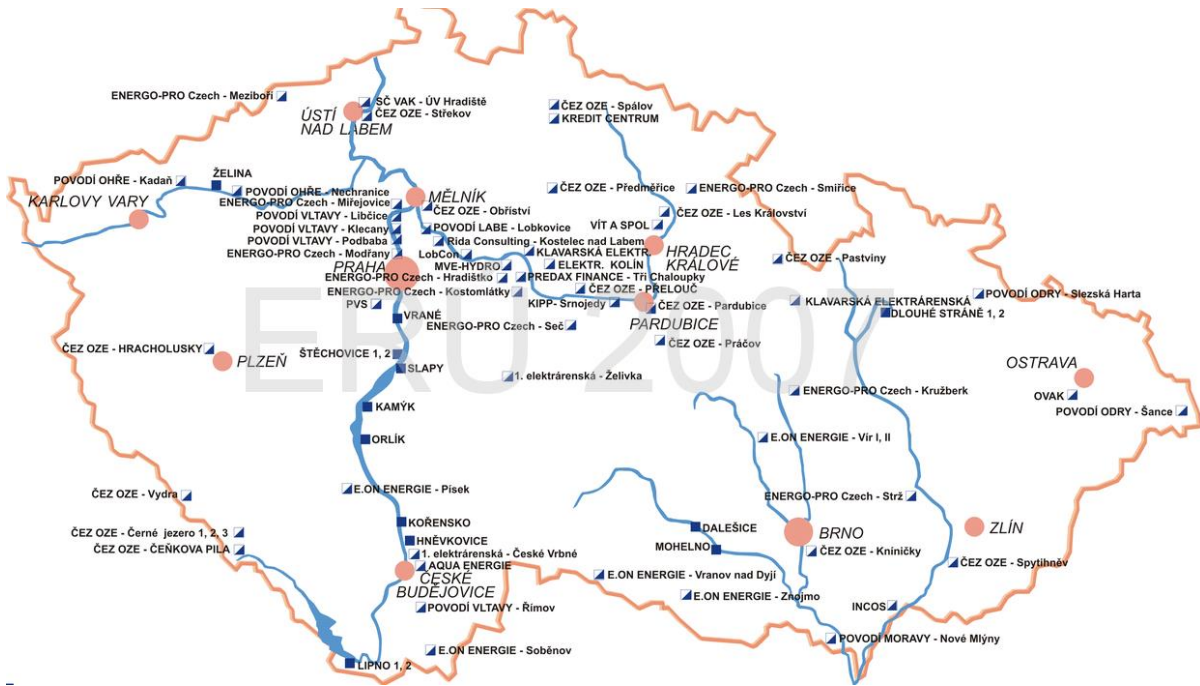 ENERGO-PRO Czech - Meziboří
SČ VAK - ÚV Hradiště
ČEZ OZE - Střekov
ÚSTÍ
NAD LABEM
ČEZ OZE - Spálov
KREDIT CENTRUM
POVODÍ OHŘE - Kadaň
ŽELINA
POVODÍ OHŘE - Nechranice
KARLOVY VARY
ENERGO-PRO Czech - Miřejovice
MĚLNÍK
ČEZ OZE - Obříství
POVODÍ VLTAVY - Libčice
POVODÍ VLTAVY - Klecany
POVODÍ LABE - Lobkovice
POVODÍ VLTAVY - Podbaba
Rida Consulting - Kostelec nad Labem
ENERGO-PRO Czech - Modřany
LobCon
PRAHA
ČEZ OZE - Předměřice
ENERGO-PRO Czech - Smiřice
ČEZ OZE - Les Království
VÍT A SPOL
HRADEC
KRÁLOVÉ
KLAVARSKÁ ELEKTR.
MVE-HYDRO
ELEKTR. KOLÍN
ENERGO-PRO Czech - Hradištko
PREDAX FINANCE - Tři Chaloupky
ENERGO-PRO Czech - Kostomlátky
ČEZ OZE - PŘELOUČ
PVS
KIPP- Srnojedy
ČEZ OZE - Pardubice
PARDUBICE
VRANÉ
ENERGO-PRO Czech - Seč
ČEZ OZE - Práčov
ČEZ OZE - Pastviny
KLAVARSKÁ ELEKTRÁRENSKÁ
POVODÍ ODRY - Slezská Harta
DLOUHÉ STRÁNĚ 1, 2
ERU 2007
ČEZ OZE - HRACHOLUSKY
PLZEŇ
ŠTĚCHOVICE 1, 2
SLAPY
1. elektrárenská - Želivka
OSTRAVA
OVAK
POVODÍ ODRY - Šance
ENERGO-PRO Czech - Kružberk
KAMÝK
ORLÍK
E.ON ENERGIE - Vír I, II
ČEZ OZE - Vydra
E.ON ENERGIE - Písek
ENERGO-PRO Czech - Strž
ČEZ OZE - Černé jezero 1, 2, 3
ČEZ OZE - ČEŇKOVA PILA
KOŘENSKO
HNĚVKOVICE
1. elektrárenská - České Vrbné
AQUA ENERGIE
ČESKÉ
BUDĚJOVICE
DALEŠICE
MOHELNO
BRNO
ČEZ OZE - Kníničky
ZLÍN
ČEZ OZE - Spytihněv
E.ON ENERGIE - Vranov nad Dyjí
E.ON ENERGIE - Znojmo
POVODÍ VLTAVY - Římov
INCOS
POVODÍ MORAVY - Nové Mlýny
E.ON ENERGIE - Soběnov
LIPNO 1, 2